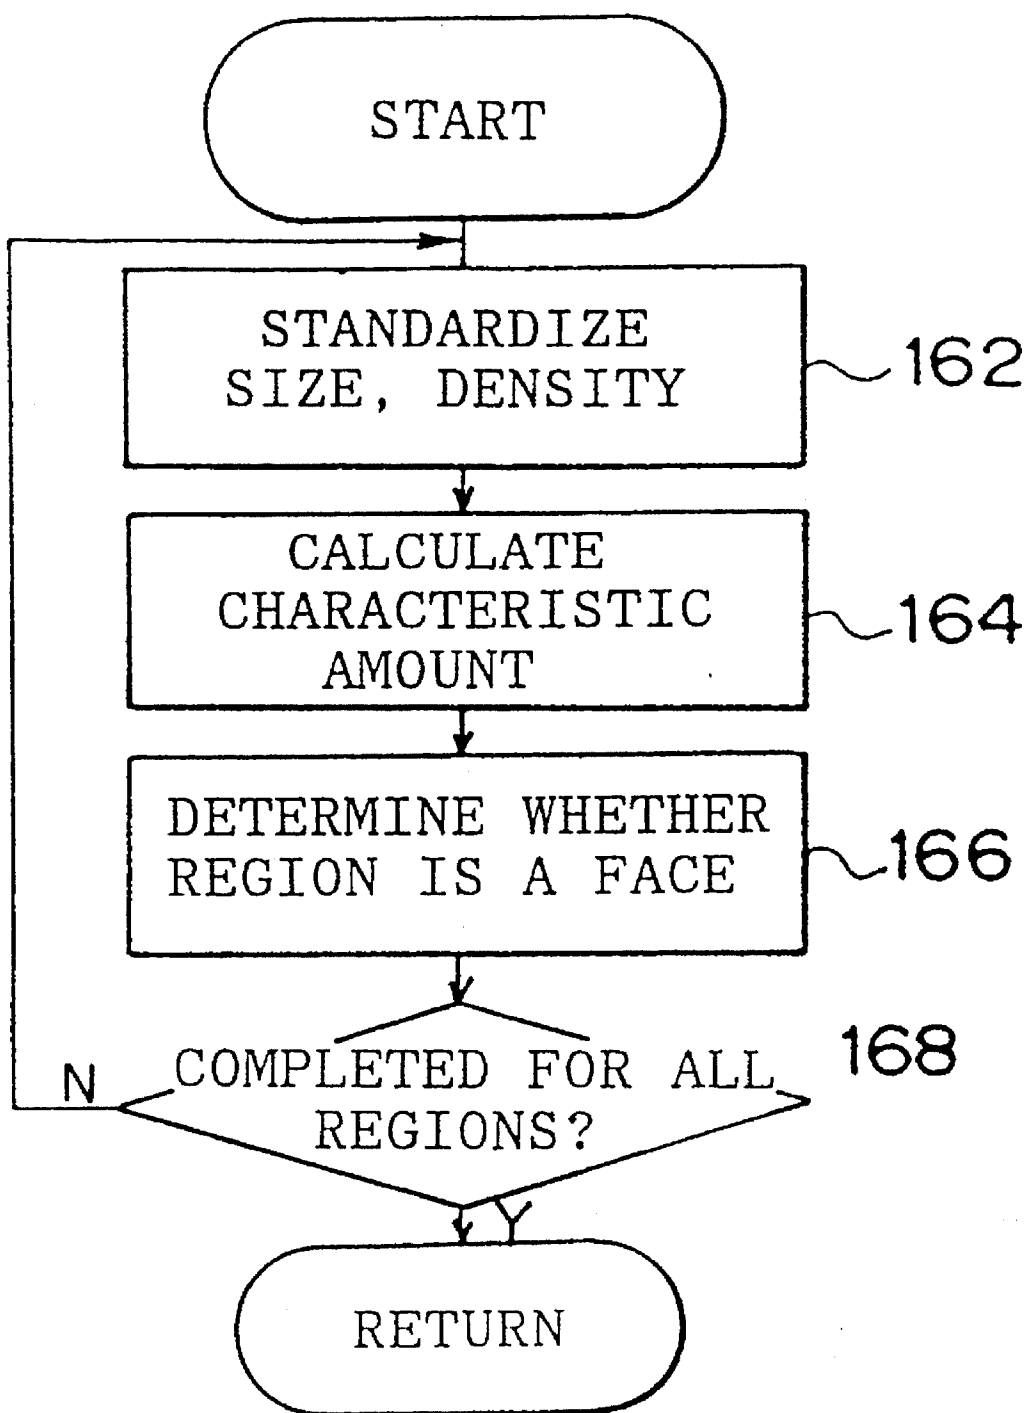 START
STANDARDIZE
SIZE, DENSITY
162
CALCULATE
CHARACTERISTIC
AMOUNT
164
DETERMINE WHETHER
REGION IS A FACE
166
COMPLETED FOR ALL
REGIONS?
168
N
Y
RETURN